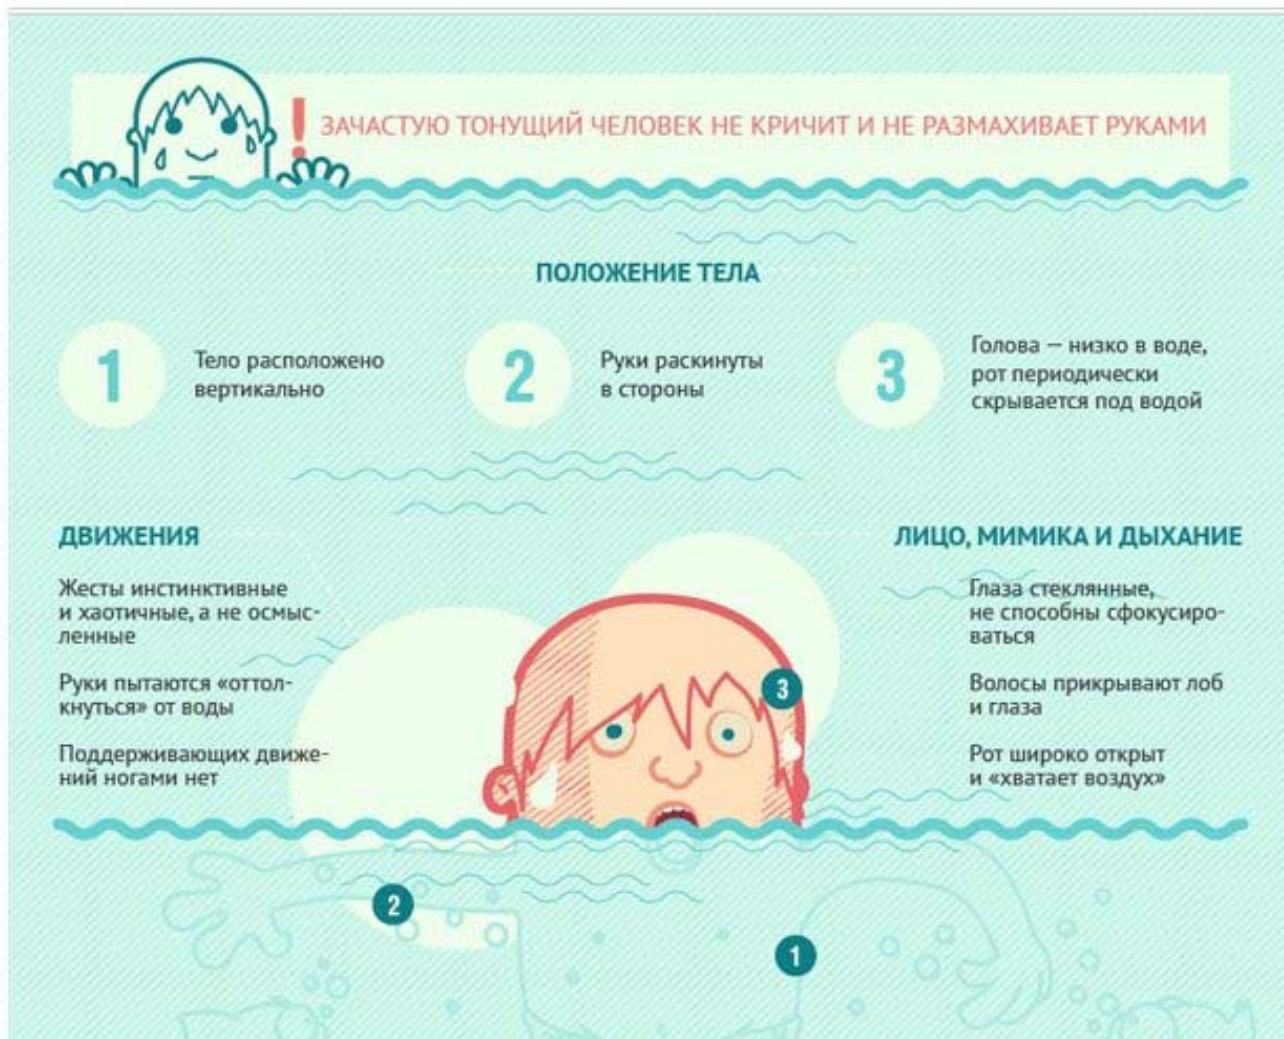 ! ЗАЧАСТУЮ ТОНУЩИЙ ЧЕЛОВЕК НЕ КРИЧИТ И НЕ РАЗМАХИВАЕТ РУКАМИ
ПОЛОЖЕНИЕ ТЕЛА
1
Тело расположено
вертикально
2
Руки раскинуты
в стороны
3
Голова — низко в воде,
рот периодически
скрывается под водой
ДВИЖЕНИЯ
Жесты инстинктивные
и хаотичные, а не осмыс-
ленные
Руки пытаются «оттол-
кнуться» от воды
Поддерживающих движе-
ний ногами нет
ЛИЦО, МИМИКА И ДЫХАНИЕ
Глаза стеклянные,
не способны сфокусиро-
ваться
Волосы прикрывают лоб
и глаза
Рот широко открыт
и «хватает воздух»
3
2
1